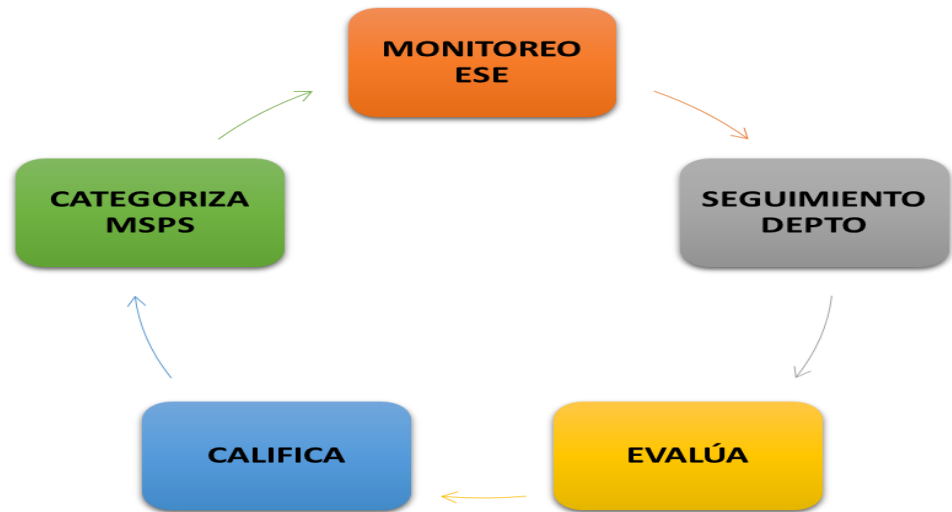 MONITOREO
ESE
SEGUIMIENTO
DEPTO
EVALÚA
CALIFICA
CATEGORIZA
MSPS